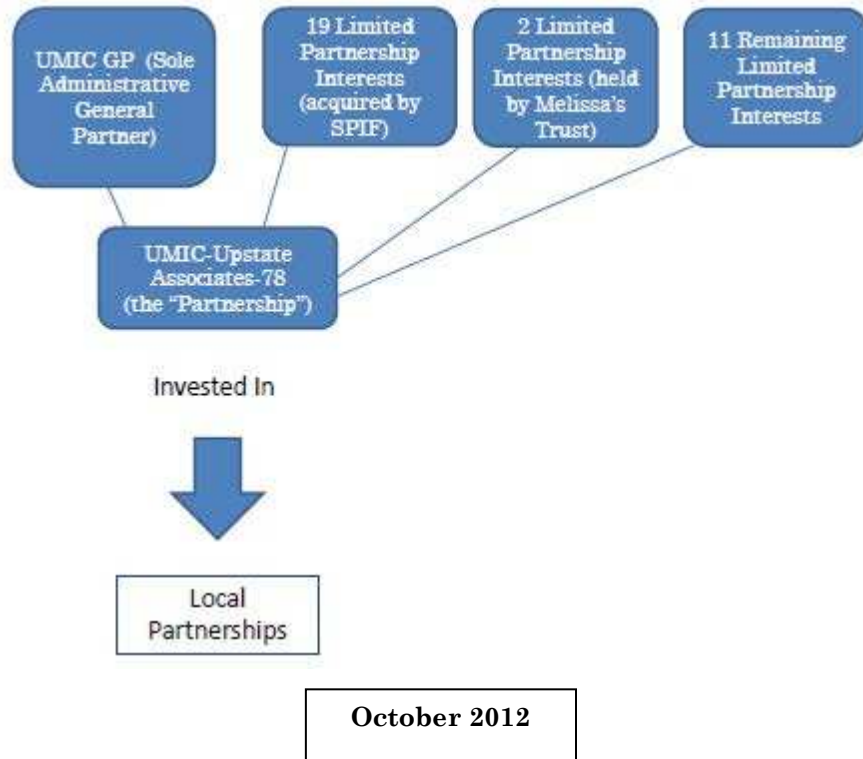 UMIC GP (Sole
Administrative
General
Partner)
19 Limited
Partnership
Interests
(acquired by
SPIF)
2 Limited
Partnership
Interests (held
by Melissa's
Trust)
11 Remaining
Limited
Partnership
Interests
UMIC-Upstate
Associates-78
(the "Partnership")
Invested In
Local
Partnerships
October 2012